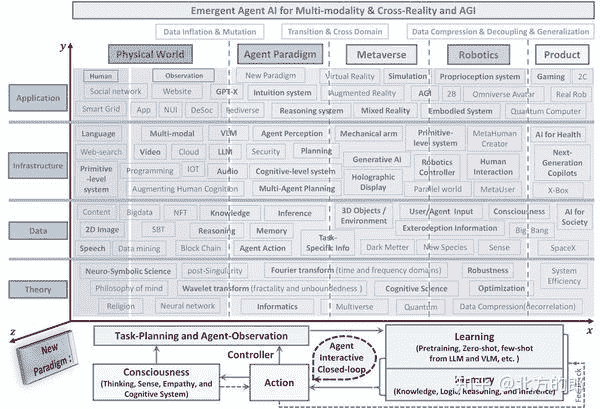 Emergent Agent AI for Multi-modality & Cross-Reality and AGI
Data Inflation & Mutation
Transition & Cross Domain
Data Compression & Decoupling & Generalization
y
Physical World
Agent Paradigm
Metaverse
Robotics
Product
Application
Human
Observation
New Paradigm
Virtual Reality
Simulation
Proprioception system
Gaming
2C
Social network
Website
GPT-X
Intuition system
Augmented Reality
AGI
2B
Omniverse Avatar
Real Rob
Smart Grid
App
NUI
DeSoc
Fediverse
Reasoning system
Mixed Reality
Embodied System
Quantum Computer
Infrastructure
Language
Multi-modal
VLM
Agent Perception
Mechanical arm
Primitive-
level system
MetaHuman
Creator
AI for Health
Web-search
Video
Cloud
LLM
Security
Planning
Generative AI
Robotics
Controller
Human
Interaction
Next-
Generation
Copilots
Primitive
-level
system
Programming
IOT
Audio
Cognitive-level system
Holographic
Display
Augmenting Human Cognition
Multi-Agent Planning
Parallel world
MetaUser
X-Box
Data
Content
Bigdata
NFT
Knowledge
Inference
3D Objects /
Environment
User/Agent Input
Consciousness
AI for
Society
2D Image
SBT
Reasoning
Memory
Exteroception Information
Big Bang
Speech
Data mining
Block Chain
Agent Action
Task-
Specific Info
Dark Metter
New Species
Sense
SpaceX
Theory
Neuro-Symbolic Science
post-Singularity
Fourier transform (time and frequency domains)
Robustness
System
Efficiency
Philosophy of mind
Wavelet transform (fractality and unboundedness )
Cognitive Science
Optimization
Religion
Neural network
Informatics
Multiverse
Quantum
Data Compression(decorrelation)
z
x
New
Paradigm :
Task-Planning and Agent-Observation
Controller
Agent
Interactive
Closed-loop
Learning
(Pretraining, Zero-shot, few-shot
from LLM and VLM, etc. )
Consciousness
(Thinking, Sense, Empathy, and
Cognitive System)
Action
Memory
(Knowledge, Logic, Reasoning, and Inference)
Feedback
知乎 @北方的郎